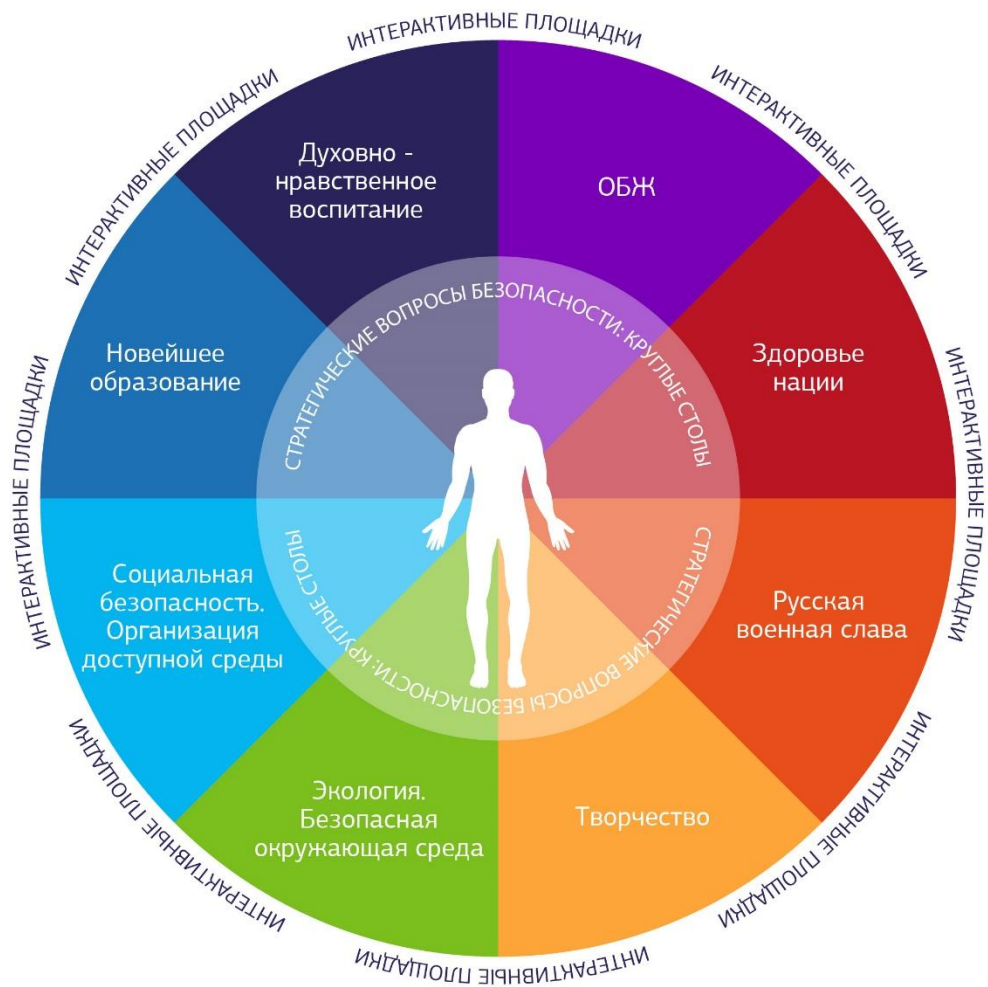 ИНТЕРАКТИВНЫЕ ПЛОЩАДКИ
ИНТЕРАКТИВНЫЕ ПЛОЩАДКИ
ИНТЕРАКТИВНЫЕ ПЛОЩАДКИ
ИНТЕРАКТИВНЫЕ ПЛОЩАДКИ
ИНТЕРАКТИВНЫЕ ПЛОЩАДКИ
ИНТЕРАКТИВНЫЕ ПЛОЩАДКИ
ИНТЕРАКТИВНЫЕ ПЛОЩАДКИ
ИНТЕРАКТИВНЫЕ ПЛОЩАДКИ
Духовно -
нравственное
воспитание
ОБЖ
Здоровье
нации
Русская
военная слава
Творчество
Экология.
Безопасная
окружающая среда
Социальная
безопасность.
Организация
доступной среды
Новейшее
образование
СТРАТЕГИЧЕСКИЕ ВОПРОСЫ БЕЗОПАСНОСТИ: КРУГЛЫЕ СТОЛЫ
СТРАТЕГИЧЕСКИЕ ВОПРОСЫ БЕЗОПАСНОСТИ: КРУГЛЫЕ СТОЛЫ